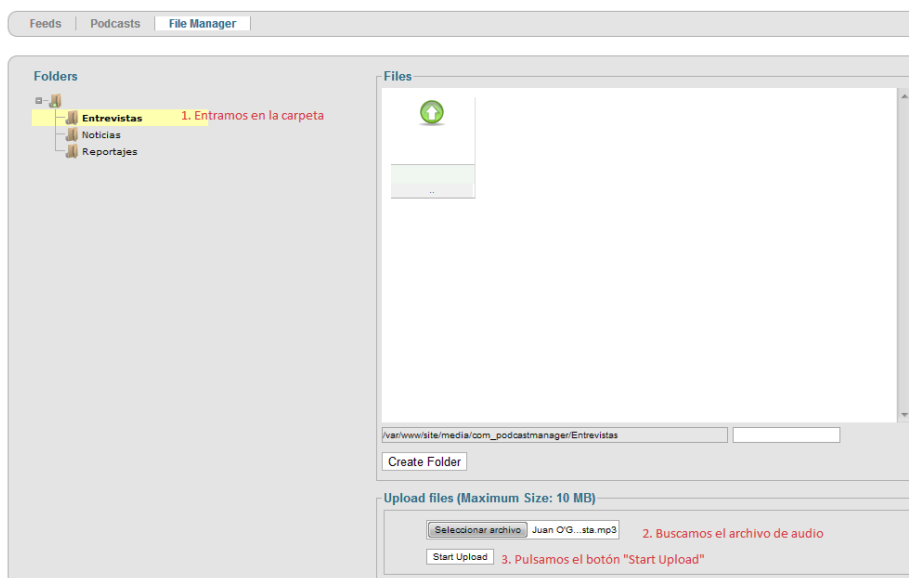 Feeds Podcasts File Manager
Folders
Entrevistas 1. Entramos en la carpeta
Noticias
Reportajes
Files
..
/var/www/site/media/com_podcastmanager/Entrevistas
Create Folder
Upload files (Maximum Size: 10 MB)
Seleccionar archivo Juan O'G...sta.mp3 2. Buscamos el archivo de audio
Start Upload 3. Pulsamos el botón "Start Upload"